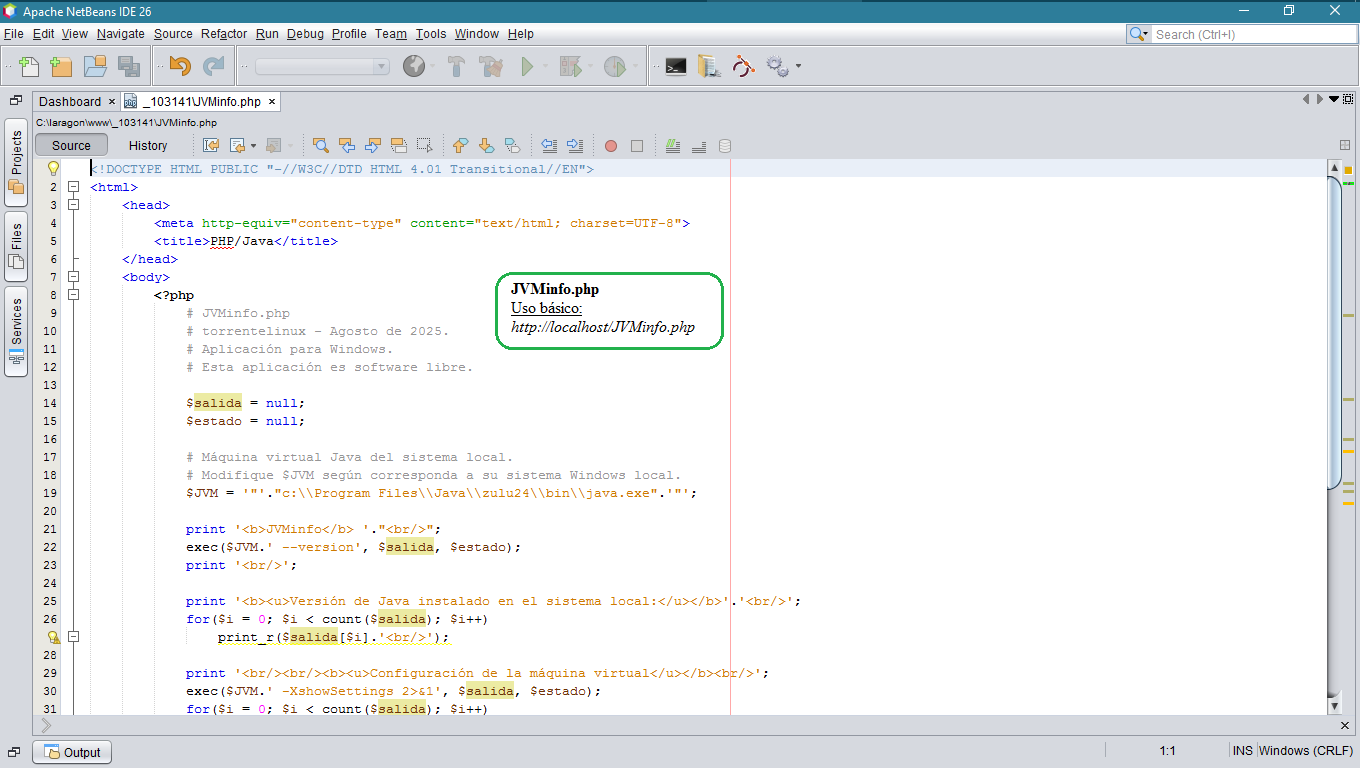 Apache NetBeans IDE 26
File Edit View Navigate Source Refactor Run Debug Profile Team Tools Window Help
Search (Ctrl+I)
Dashboard × _103141\JVMinfo.php ×
C:\laragon\www\_103141\JVMinfo.php
Source History
Projects
Files
Services
<!DOCTYPE HTML PUBLIC "-//W3C//DTD HTML 4.01 Transitional//EN">
2 <html>
3 <head>
4 <meta http-equiv="content-type" content="text/html; charset=UTF-8">
5 <title>PHP/Java</title>
6 </head>
7 <body>
8 <?php
9 # JVMinfo.php
10 # torrentelinux - Agosto de 2025.
11 # Aplicación para Windows.
12 # Esta aplicación es software libre.
13
14 $salida = null;
15 $estado = null;
16
17 # Máquina virtual Java del sistema local.
18 # Modifique $JVM según corresponda a su sistema Windows local.
19 $JVM = '"'."c:\\Program Files\\Java\\zulu24\\bin\\java.exe".'"';
20
21 print '<b>JVMinfo</b> '."<br/>";
22 exec($JVM.' --version', $salida, $estado);
23 print '<br/>';
24
25 print '<b><u>Versión de Java instalado en el sistema local:</u></b>'.'<br/>';
26 for($i = 0; $i < count($salida); $i++)
print_r($salida[$i].'<br/>');
28
29 print '<br/><br/><b><u>Configuración de la máquina virtual</u></b><br/>';
30 exec($JVM.' -XshowSettings 2>&1', $salida, $estado);
31 for($i = 0; $i < count($salida); $i++)
JVMinfo.php
Uso básico:
http://localhost/JVMinfo.php
Output
1:1 INS Windows (CRLF)